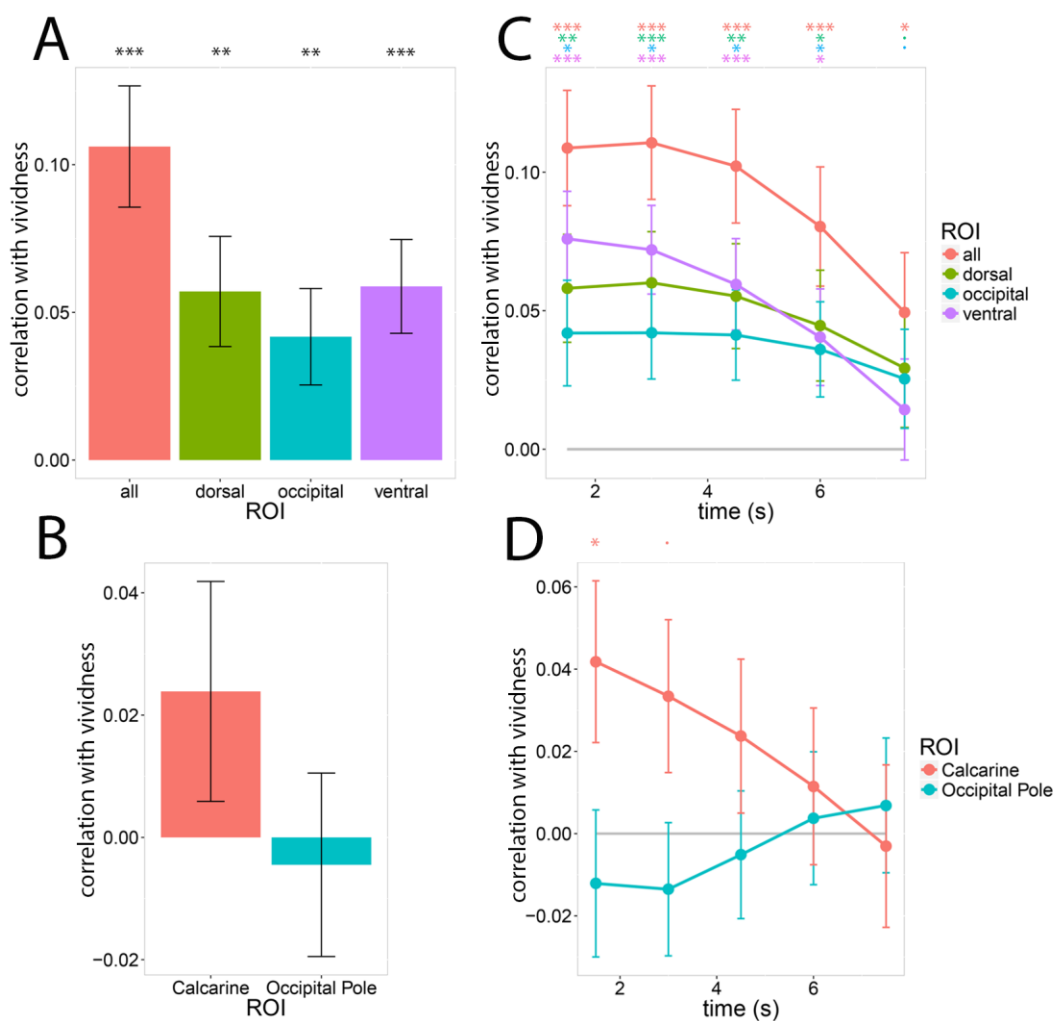 A
*** ** ** ***
correlation with vividness
0.10
0.05
0.00
all dorsal occipital ventral
ROI
C
*** *** *** *** *
** *** ** * .
* * * * .
*** *** *** *
correlation with vividness
0.10
0.05
0.00
2 4 6
time (s)
ROI
all
dorsal
occipital
ventral
B
correlation with vividness
0.04
0.02
0.00
−0.02
Calcarine Occipital Pole
ROI
D
* .
correlation with vividness
0.06
0.04
0.02
0.00
−0.02
2 4 6
time (s)
ROI
Calcarine
Occipital Pole